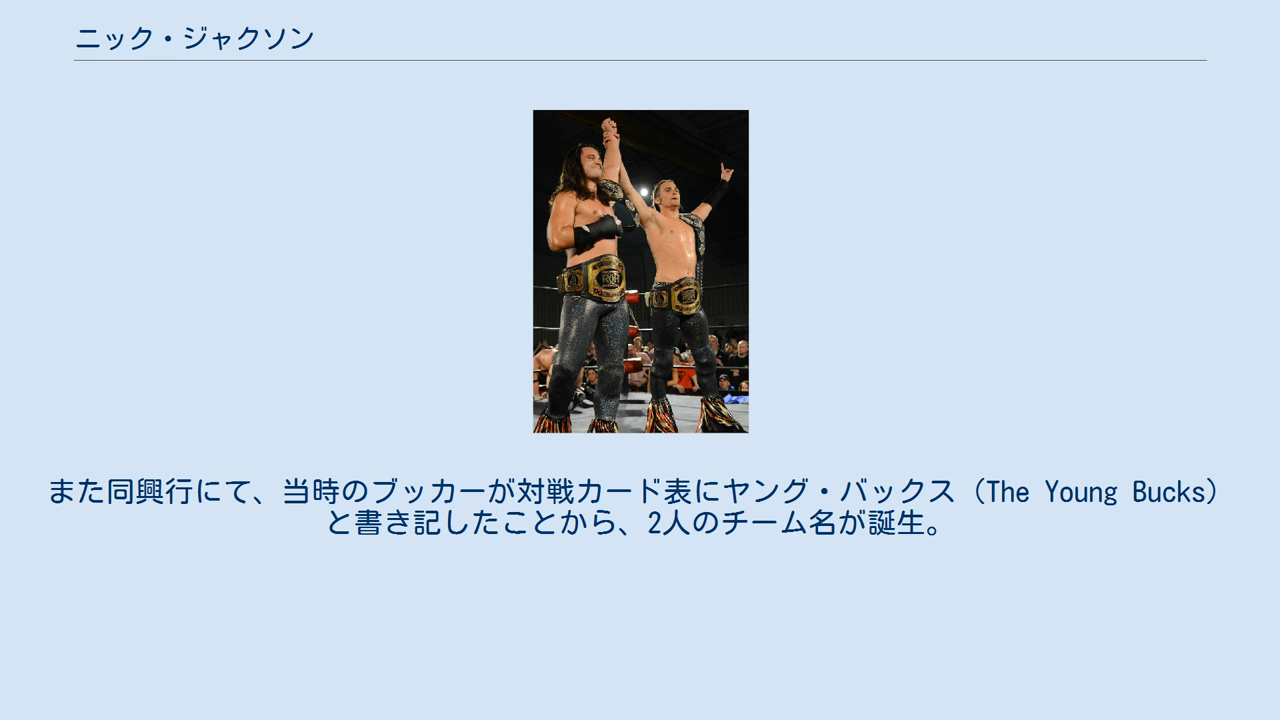 ニック・ジャクソン
また同興行にて、当時のブッカーが対戦カード表にヤング・バックス（The Young Bucks）
と書き記したことから、2人のチーム名が誕生。